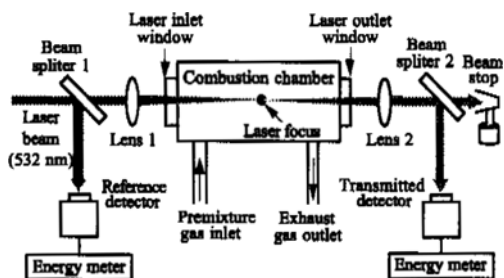 Laser inlet
window
Laser outlet
window
Beam
spliter 1
Beam
spliter 2
Beam
stop
Combustion chamber
Laser
beam
(532 nm)
Lens 1
Laser focus
Lens 2
Reference
detector
Premixture
gas inlet
Exhaust
gas outlet
Transmitted
detector
Energy meter
Energy meter